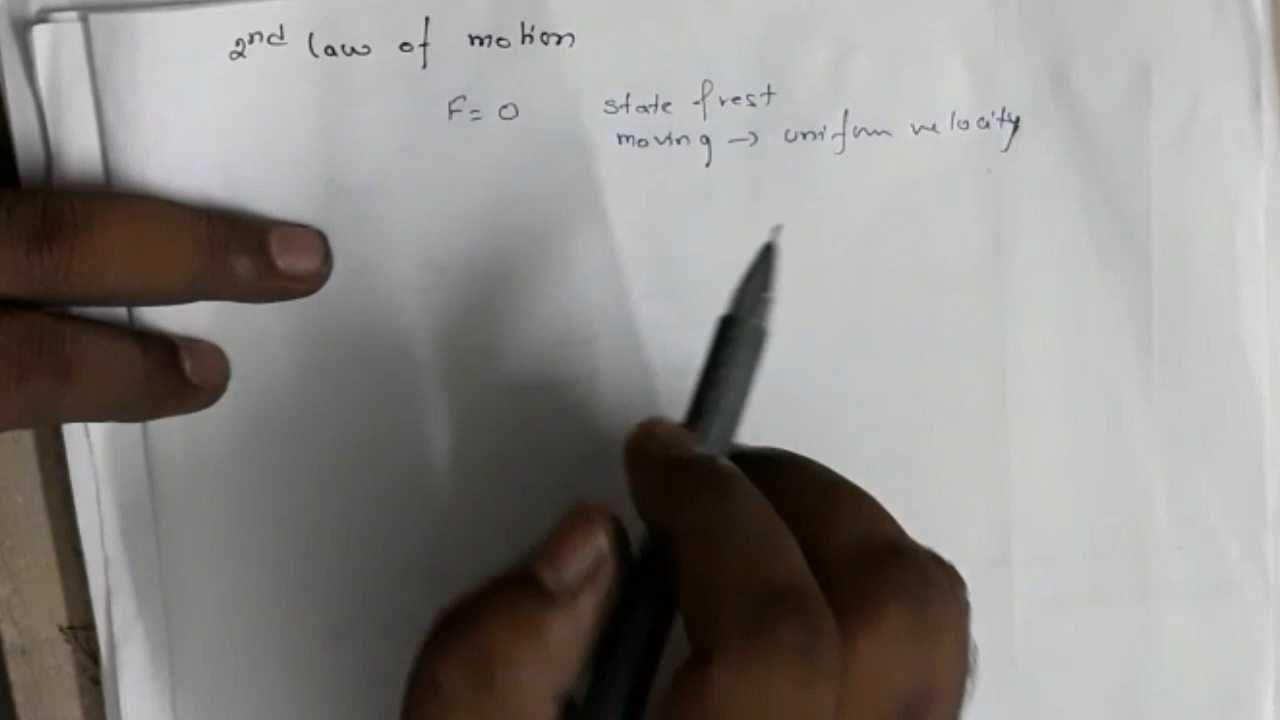 2nd law of motion
F= 0 state of rest
moving → uniform velocity